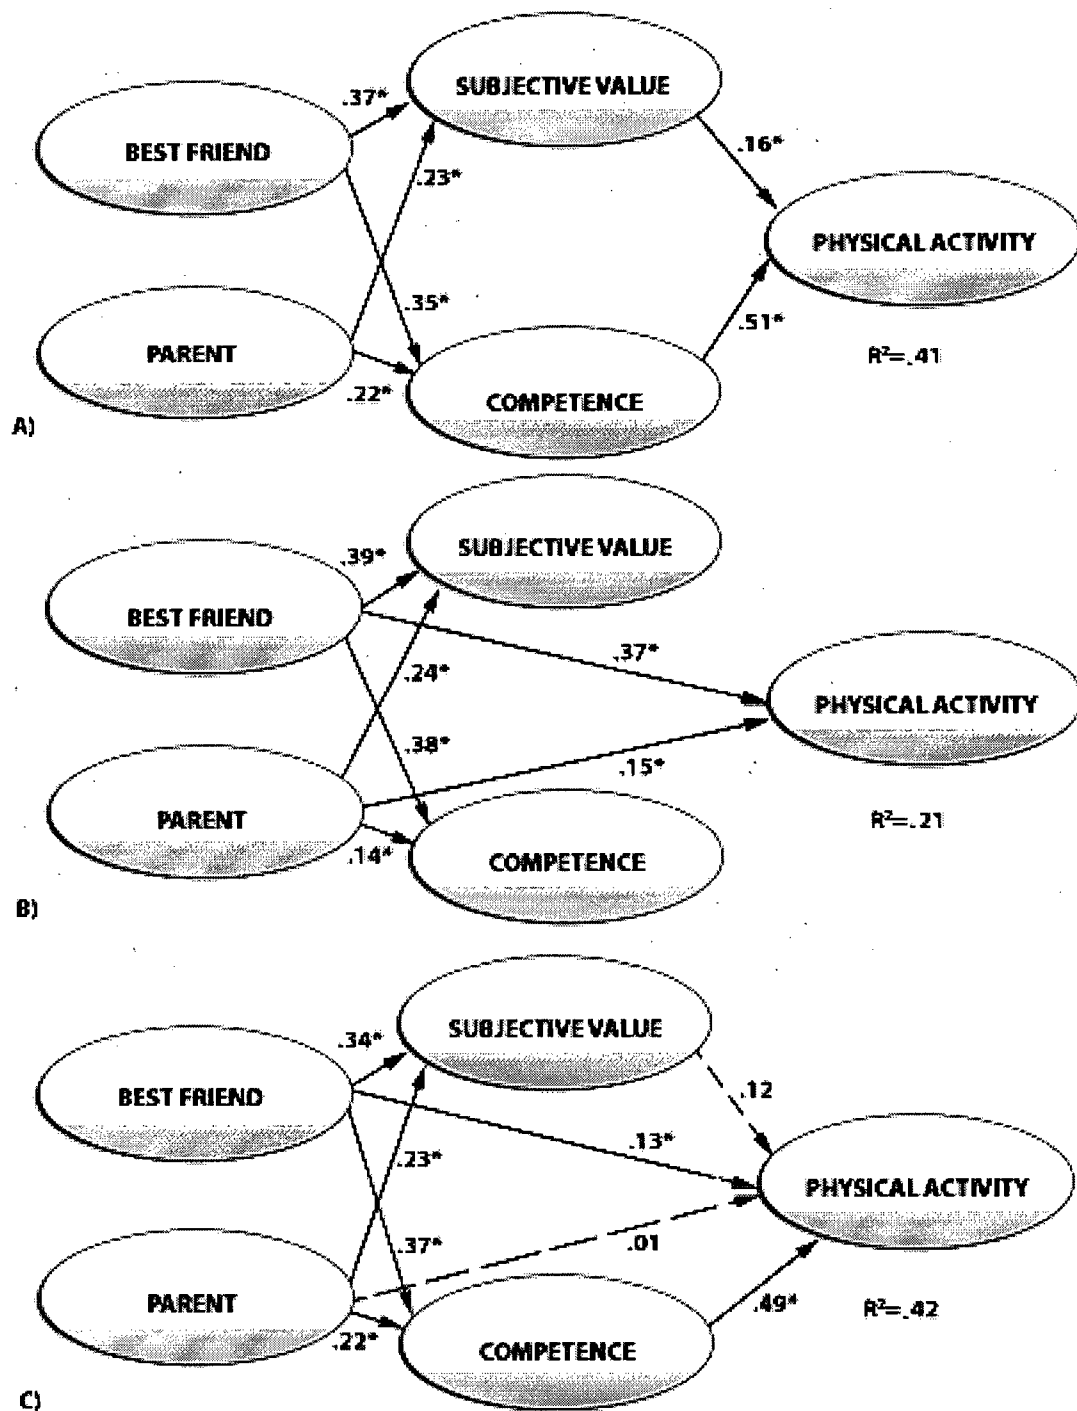 SUBJECTIVE VALUE
.37*
BEST FRIEND
.16*
.23*
PHYSICAL ACTIVITY
.35*
.51*
PARENT
R²=.41
.22*
COMPETENCE
A)
SUBJECTIVE VALUE
.39*
BEST FRIEND
.37*
.24*
PHYSICAL ACTIVITY
.38*
.15*
PARENT
R²=.21
.14*
COMPETENCE
B)
SUBJECTIVE VALUE
.34*
.12
BEST FRIEND
.13*
.23*
PHYSICAL ACTIVITY
.37*
.01
PARENT
.49*
R²=.42
.22*
COMPETENCE
C)